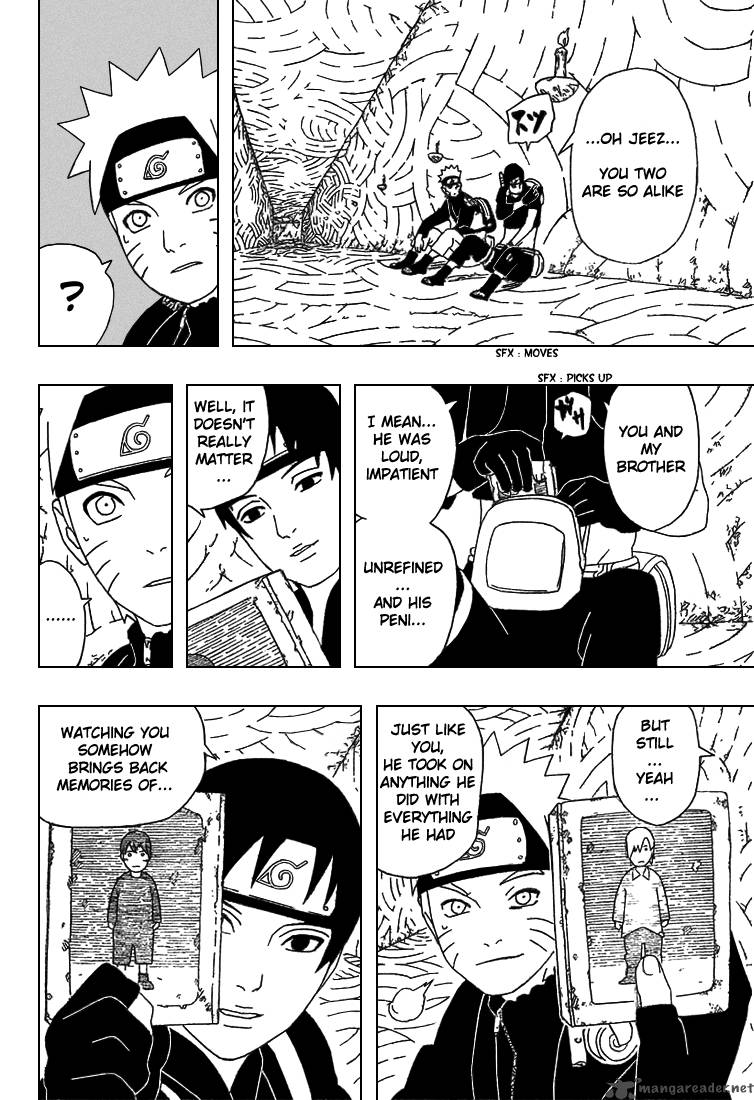 ...OH JEEZ...
YOU TWO
ARE SO ALIKE
ズッ
SFX : MOVES
?
SFX : PICKS UP
YOU AND
MY
BROTHER
I MEAN...
HE WAS
LOUD,
IMPATIENT
UNREFINED
...
AND HIS
PENI...
WELL, IT
DOESN'T
REALLY
MATTER
...
.......
BUT
STILL
...
YEAH
...
JUST LIKE
YOU,
HE TOOK ON
ANYTHING HE
DID WITH
EVERYTHING
HE HAD
WATCHING YOU
SOMEHOW
BRINGS BACK
MEMORIES OF...
mangareader.net